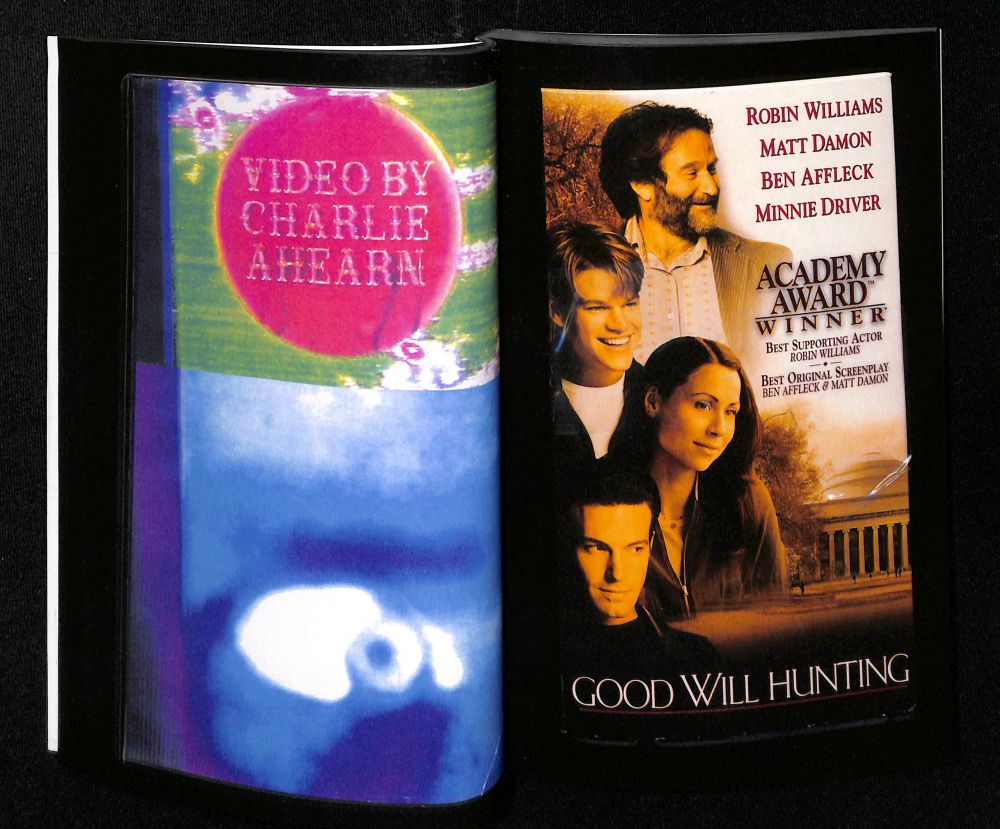 VIDEO BY
CHARLIE
AHEARN
ROBIN WILLIAMS
MATT DAMON
BEN AFFLECK
MINNIE DRIVER
ACADEMY
AWARD™
WINNER
BEST SUPPORTING ACTOR
ROBIN WILLIAMS
BEST ORIGINAL SCREENPLAY
BEN AFFLECK & MATT DAMON
GOOD WILL HUNTING